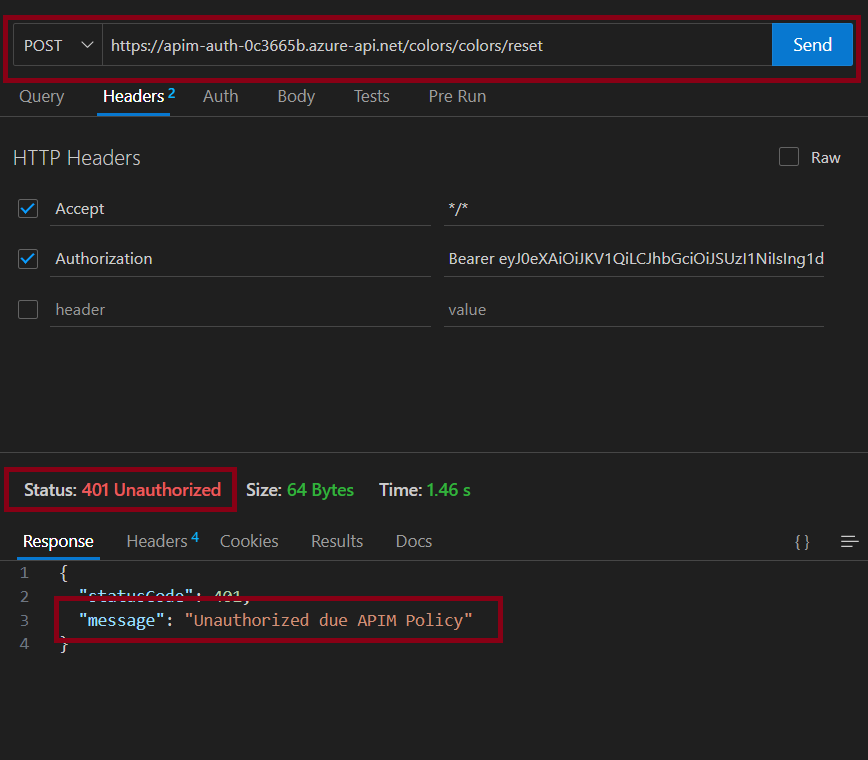 POST https://apim-auth-0c3665b.azure-api.net/colors/colors/reset Send
Query Headers 2 Auth Body Tests Pre Run
HTTP Headers Raw
Accept */*
Authorization Bearer eyJ0eXAiOiJKV1QiLCJhbGciOiJSUzI1NiIsIng1d
header value
Status: 401 Unauthorized Size: 64 Bytes Time: 1.46 s
Response Headers 4 Cookies Results Docs { }
1 {
2 "statusCode": 401,
3 "message": "Unauthorized due APIM Policy"
4 }